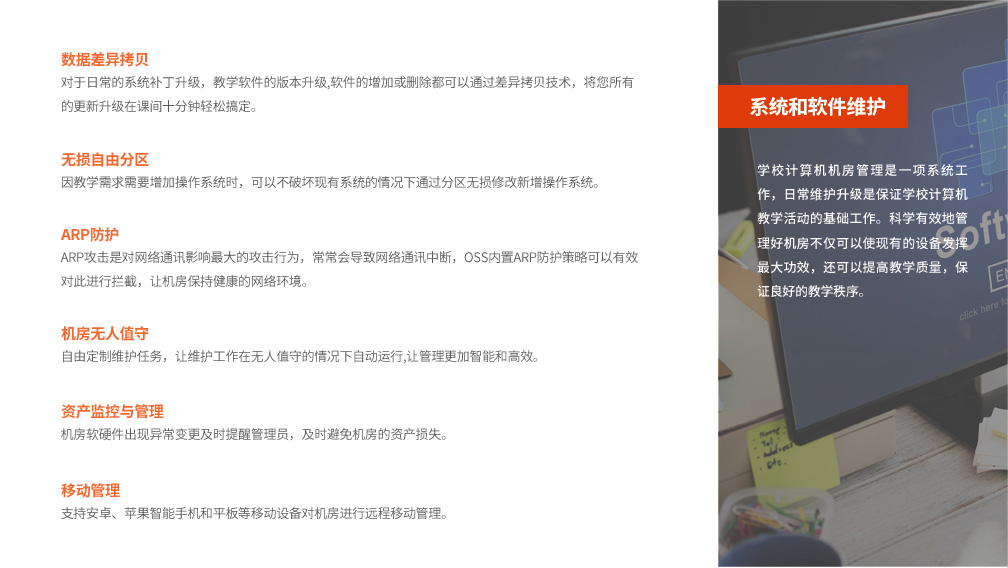 数据差异拷贝
对于日常的系统补丁升级，教学软件的版本升级,软件的增加或删除都可以通过差异拷贝技术，将您所有
的更新升级在课间十分钟轻松搞定。
无损自由分区
因教学需求需要增加操作系统时，可以不破坏现有系统的情况下通过分区无损修改新增操作系统。
ARP防护
ARP攻击是对网络通讯影响最大的攻击行为，常常会导致网络通讯中断，OSS内置ARP防护策略可以有效
对此进行拦截，让机房保持健康的网络环境。
机房无人值守
自由定制维护任务，让维护工作在无人值守的情况下自动运行,让管理更加智能和高效。
资产监控与管理
机房软硬件出现异常变更及时提醒管理员，及时避免机房的资产损失。
移动管理
支持安卓、苹果智能手机和平板等移动设备对机房进行远程移动管理。
系统和软件维护
学校计算机机房管理是一项系统工
作，日常维护升级是保证学校计算机
教学活动的基础工作。科学有效地管
理好机房不仅可以使现有的设备发挥
最大功效，还可以提高教学质量，保
证良好的教学秩序。
Softw
EN
click here fo
Name
Tel
Address
etc.